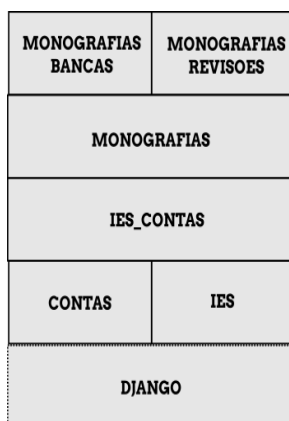 MONOGRAFIAS
BANCAS
MONOGRAFIAS
REVISOES
MONOGRAFIAS
IES_CONTAS
CONTAS
IES
DJANGO